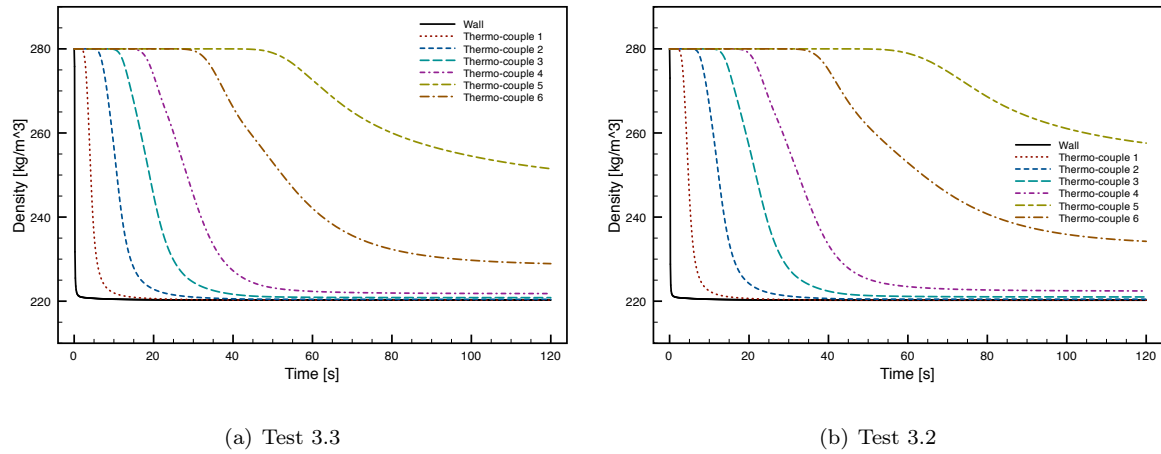 Wall
Thermo-couple 1
Thermo-couple 2
Thermo-couple 3
Thermo-couple 4
Thermo-couple 5
Thermo-couple 6
Density [kg/m^3]
280
260
240
220
0
20
40
60
80
100
120
Time [s]
(a) Test 3.3
Wall
Thermo-couple 1
Thermo-couple 2
Thermo-couple 3
Thermo-couple 4
Thermo-couple 5
Thermo-couple 6
Density [kg/m^3]
280
260
240
220
0
20
40
60
80
100
120
Time [s]
(b) Test 3.2